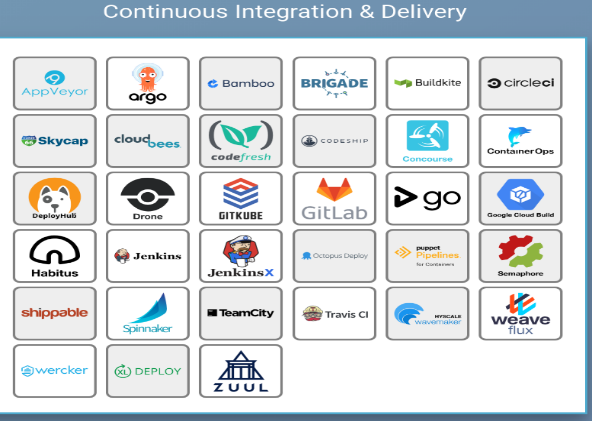 Continuous Integration & Delivery
AppVeyor
argo
Bamboo
BRIGADE
Buildkite
circleci
Skycap
cloudbees
codefresh
CODESHIP
Concourse
ContainerOps
DeployHub
Drone
GITKUBE
GitLab
go
Google Cloud Build
Habitus
Jenkins
JenkinsX
Octopus Deploy
puppet
Pipelines
for Containers
Semaphore
shippable
Spinnaker
TeamCity
Travis CI
HYSCALE
wavemaker
weave
flux
wercker
XL DEPLOY
ZUUL